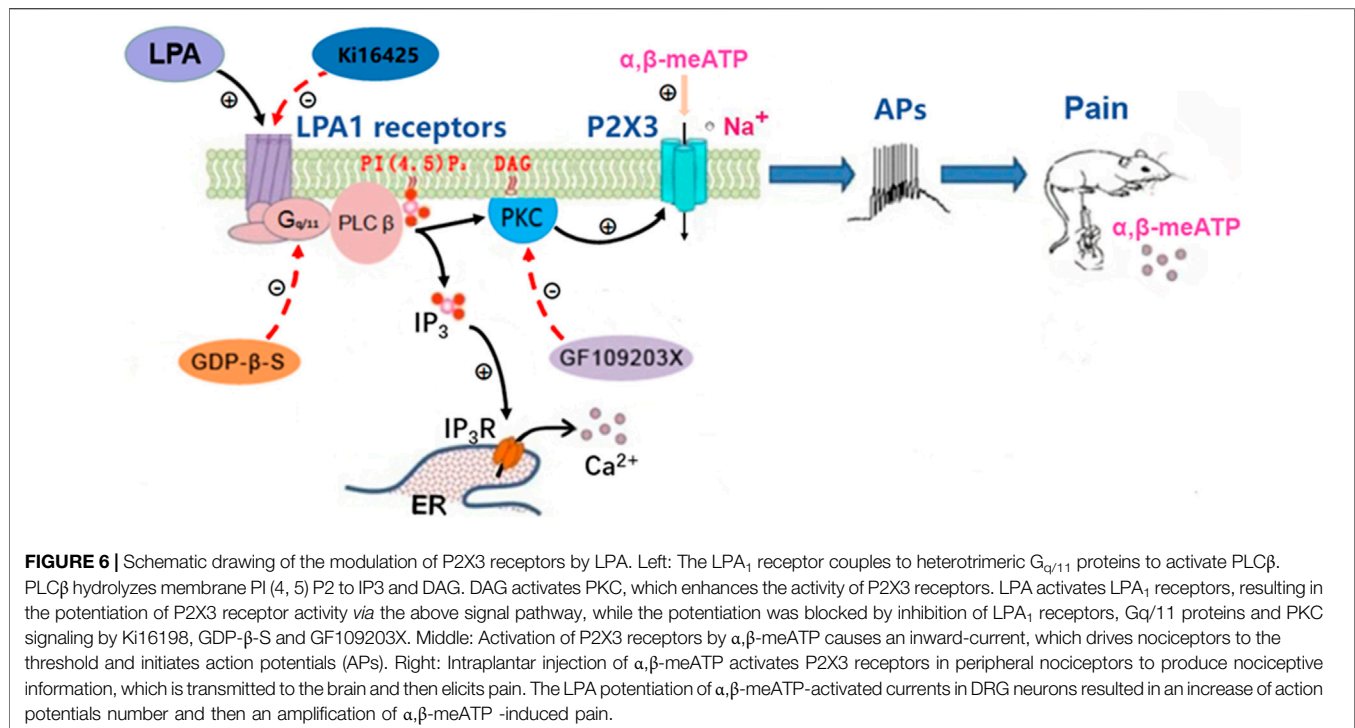 LPA
Ki16425
α,β-meATP
⊕
⊖
⊕
LPA1 receptors
P2X3
Na⁺
APs
Pain
PI(4.5)P₂
DAG
Gq/11
PLC β
PKC
⊕
α,β-meATP
⊖
⊖
IP₃
GDP-β-S
GF109203X
⊕
IP₃R
Ca²⁺
ER
FIGURE 6 | Schematic drawing of the modulation of P2X3 receptors by LPA. Left: The LPA₁ receptor couples to heterotrimeric Gq/11 proteins to activate PLCβ.
PLCβ hydrolyzes membrane PI (4, 5) P2 to IP3 and DAG. DAG activates PKC, which enhances the activity of P2X3 receptors. LPA activates LPA₁ receptors, resulting in
the potentiation of P2X3 receptor activity via the above signal pathway, while the potentiation was blocked by inhibition of LPA₁ receptors, Gq/11 proteins and PKC
signaling by Ki16198, GDP-β-S and GF109203X. Middle: Activation of P2X3 receptors by α,β-meATP causes an inward-current, which drives nociceptors to the
threshold and initiates action potentials (APs). Right: Intraplantar injection of α,β-meATP activates P2X3 receptors in peripheral nociceptors to produce nociceptive
information, which is transmitted to the brain and then elicits pain. The LPA potentiation of α,β-meATP-activated currents in DRG neurons resulted in an increase of action
potentials number and then an amplification of α,β-meATP -induced pain.